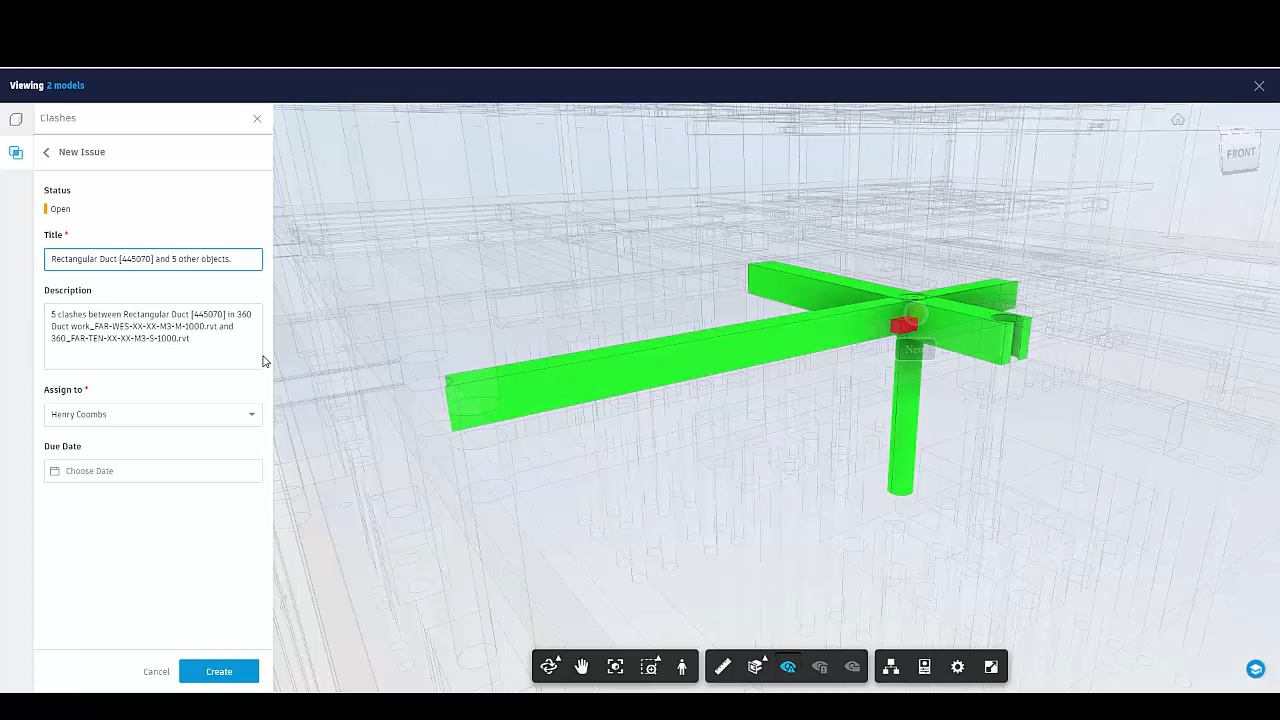 Viewing 2 models
Clashes
New Issue
Status
Open
Title *
Rectangular Duct [445070] and 5 other objects.
Description
5 clashes between Rectangular Duct [445070] in 360
Duct work_FAR-WES-XX-XX-M3-M-1000.rvt and
360_FAR-TEN-XX-XX-M3-S-1000.rvt
Assign to *
Henry Coombs
Due Date
Choose Date
Cancel
Create
FRONT
New